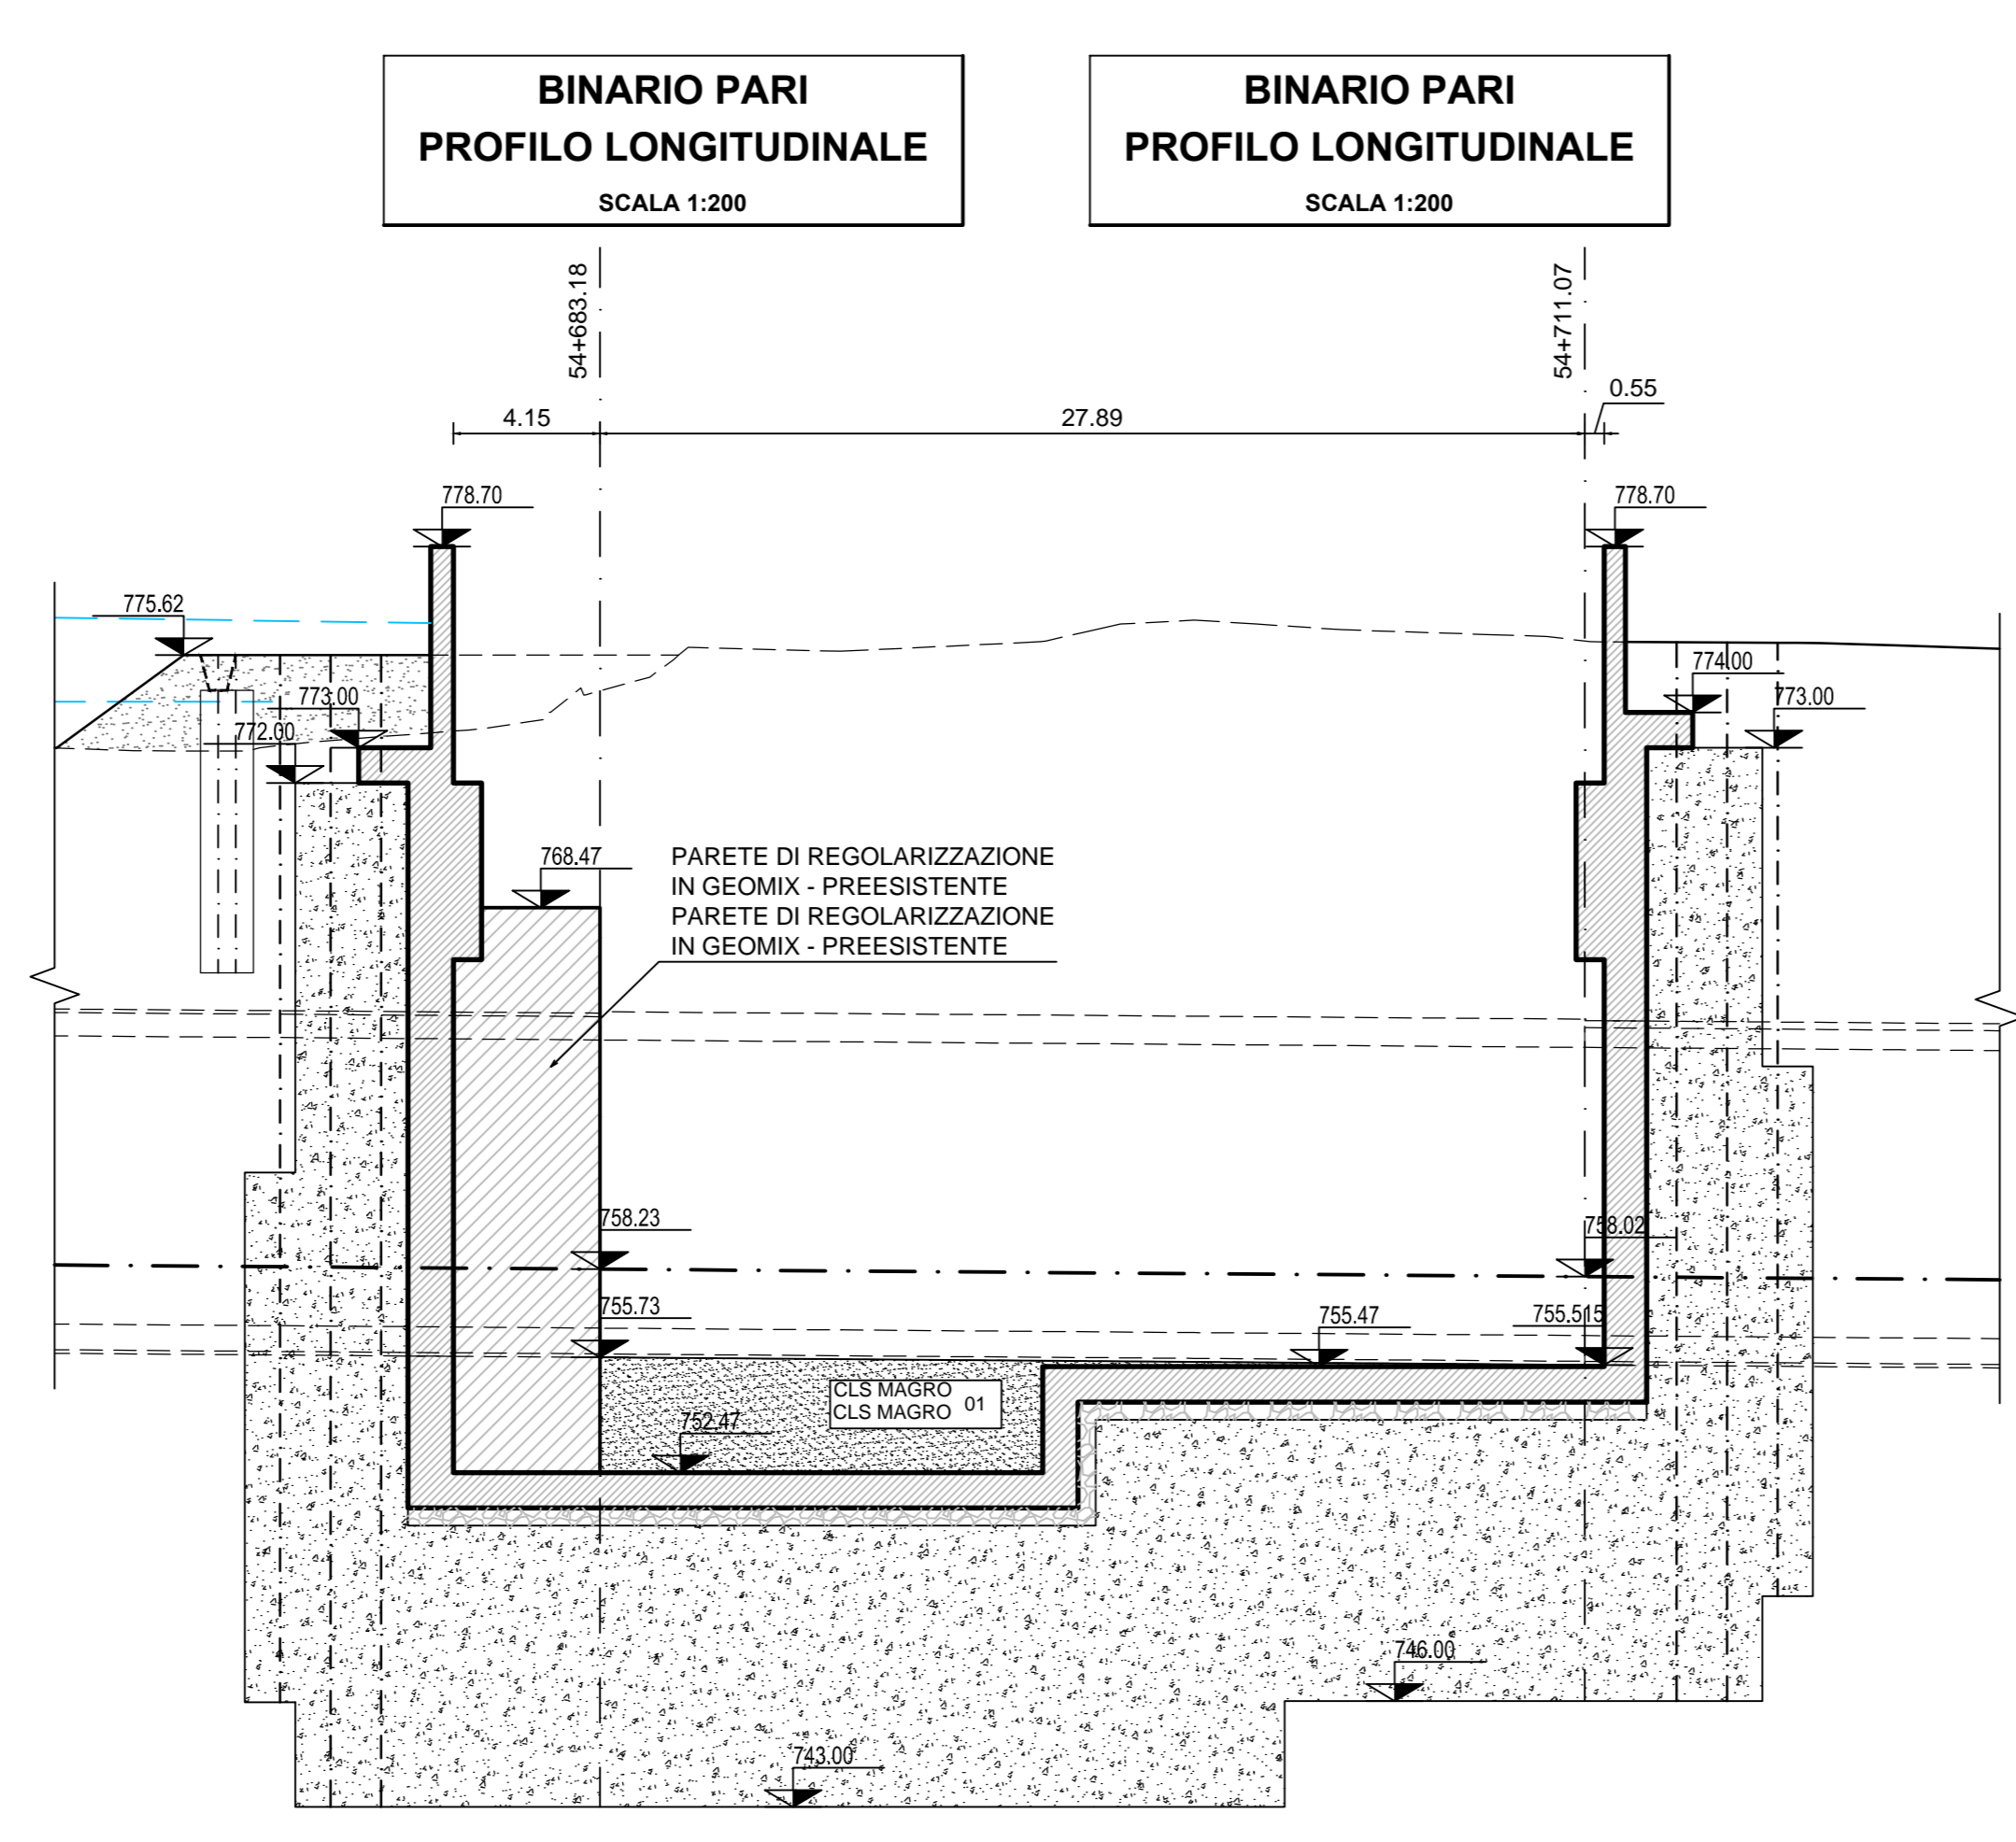 BINARIO PARI
PROFILO LONGITUDINALE
SCALA 1:200
BINARIO PARI
PROFILO LONGITUDINALE
SCALA 1:200
54+683.18
54+711.07
0.55
4.15
27.89
778.70
778.70
775.62
774.00
773.00
773.00
772.00
768.47
PARETE DI REGOLARIZZAZIONE
IN GEOMIX - PREESISTENTE
PARETE DI REGOLARIZZAZIONE
IN GEOMIX - PREESISTENTE
758.23
758.02
755.73
755.47
755.515
CLS MAGRO
CLS MAGRO
01
752.47
746.00
743.00